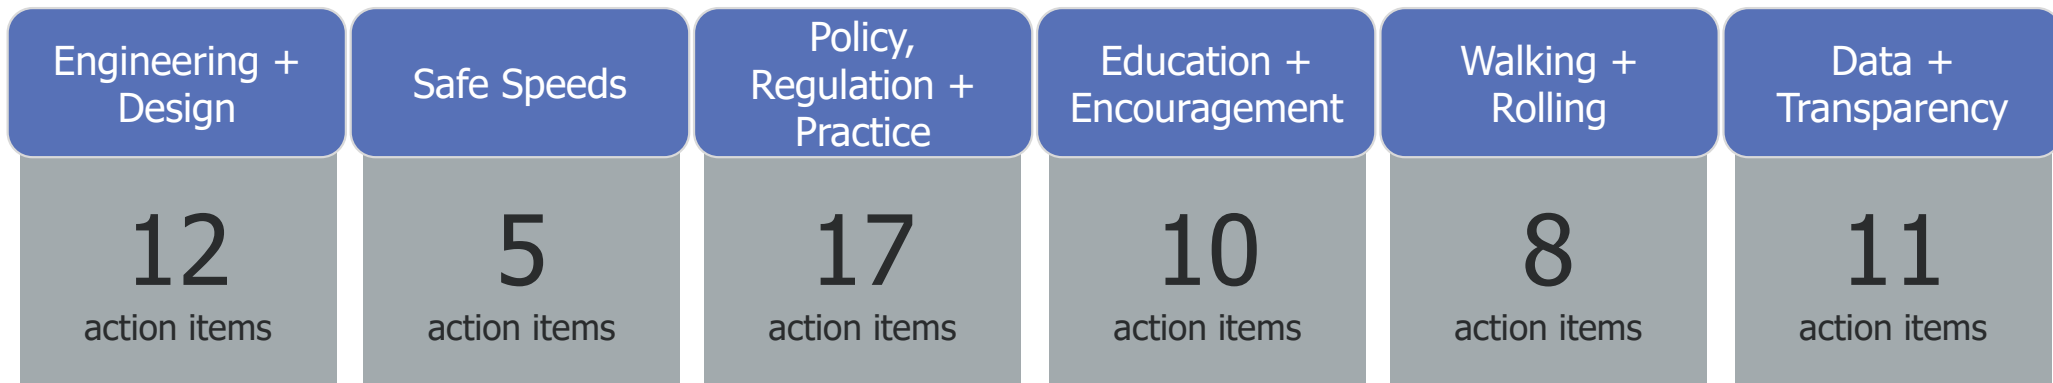 Engineering +
Design
12
action items
Safe Speeds
5
action items
Policy,
Regulation +
Practice
17
action items
Education +
Encouragement
10
action items
Walking +
Rolling
8
action items
Data +
Transparency
11
action items